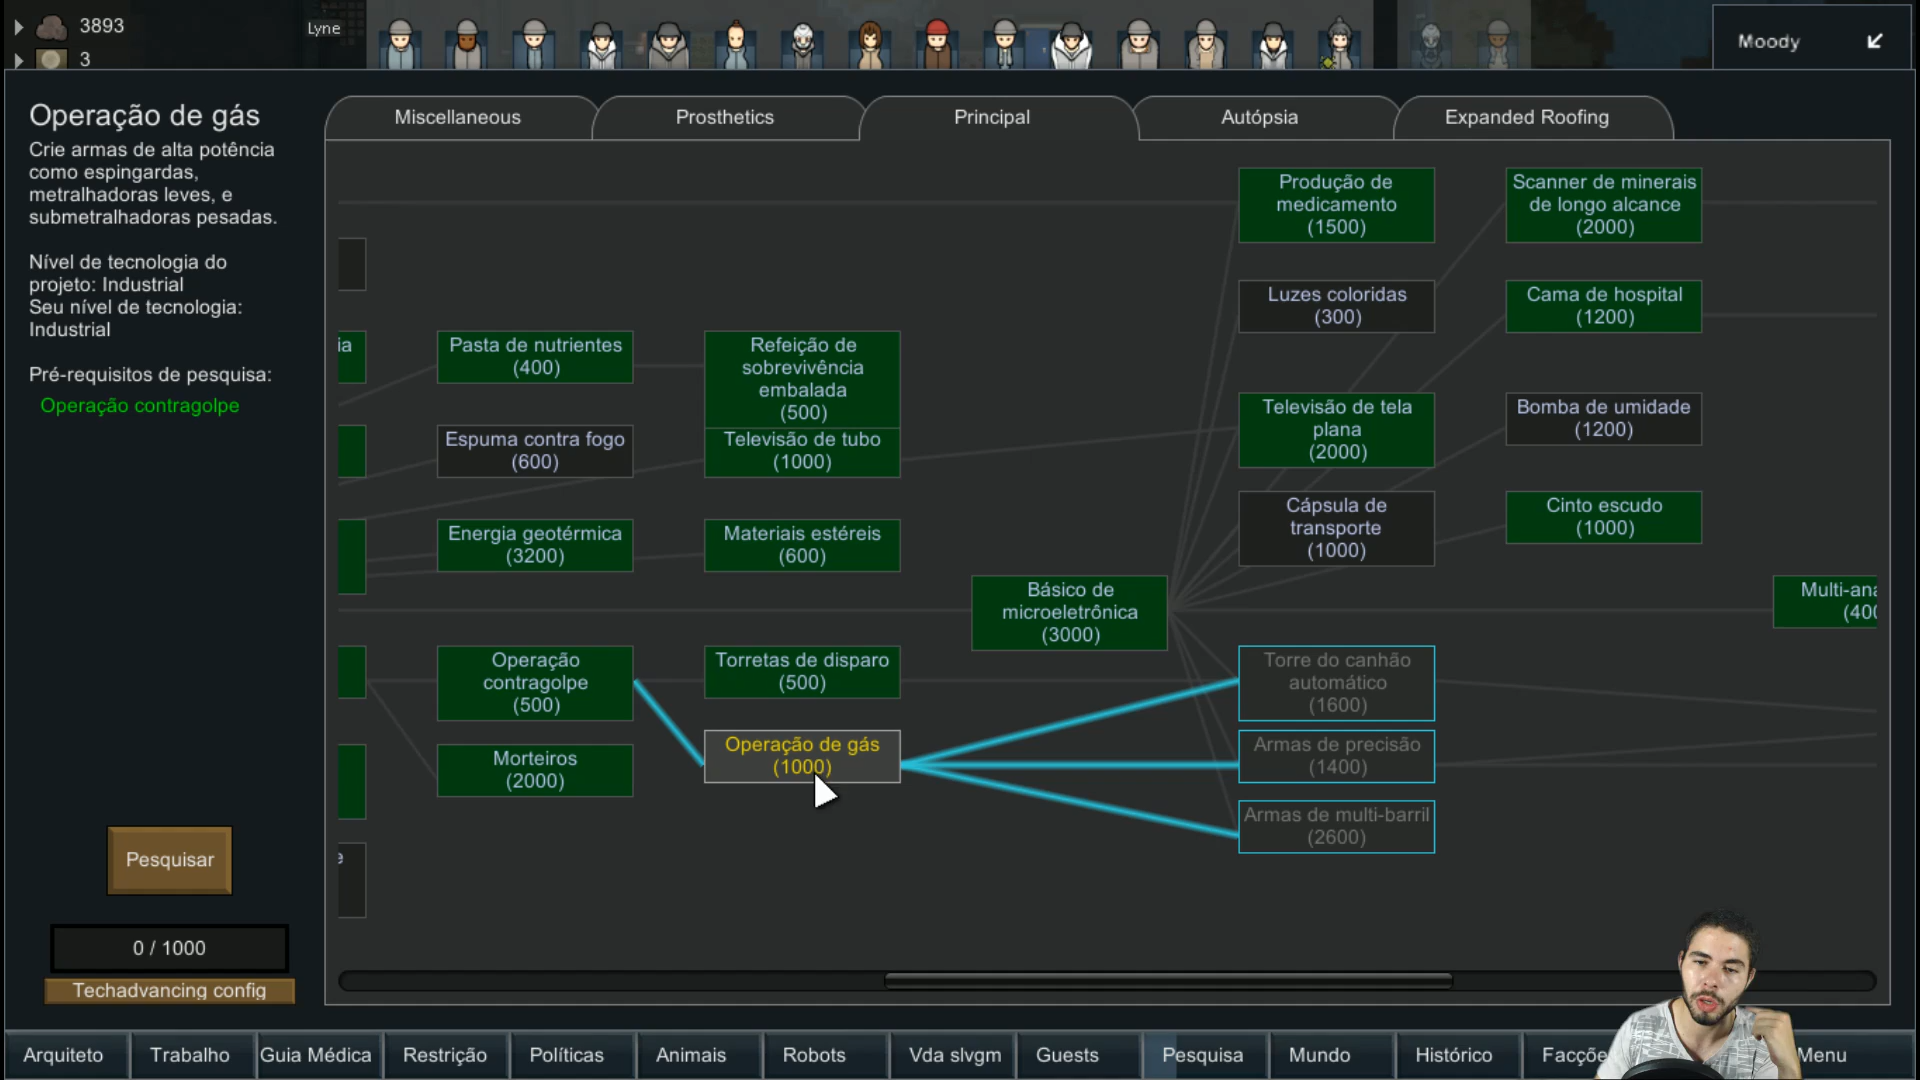 3893
3
Lyne
Moody
Operação de gás
Crie armas de alta potência
como espingardas,
metralhadoras leves, e
submetralhadoras pesadas.
Nível de tecnologia do
projeto: Industrial
Seu nível de tecnologia:
Industrial
Pré-requisitos de pesquisa:
Operação contragolpe
Pesquisar
0 / 1000
Techadvancing config
Miscellaneous
Prosthetics
Principal
Autópsia
Expanded Roofing
ia
Pasta de nutrientes
(400)
Espuma contra fogo
(600)
Energia geotérmica
(3200)
Operação
contragolpe
(500)
Morteiros
(2000)
e
Refeição de
sobrevivência
embalada
(500)
Televisão de tubo
(1000)
Materiais estéreis
(600)
Torretas de disparo
(500)
Operação de gás
(1000)
Básico de
microeletrônica
(3000)
Produção de
medicamento
(1500)
Luzes coloridas
(300)
Televisão de tela
plana
(2000)
Cápsula de
transporte
(1000)
Torre do canhão
automático
(1600)
Armas de precisão
(1400)
Armas de multi-barril
(2600)
Scanner de minerais
de longo alcance
(2000)
Cama de hospital
(1200)
Bomba de umidade
(1200)
Cinto escudo
(1000)
Multi-ana
(400
Arquiteto
Trabalho
Guia Médica
Restrição
Políticas
Animais
Robots
Vda slvgm
Guests
Pesquisa
Mundo
Histórico
Facçõe
Menu